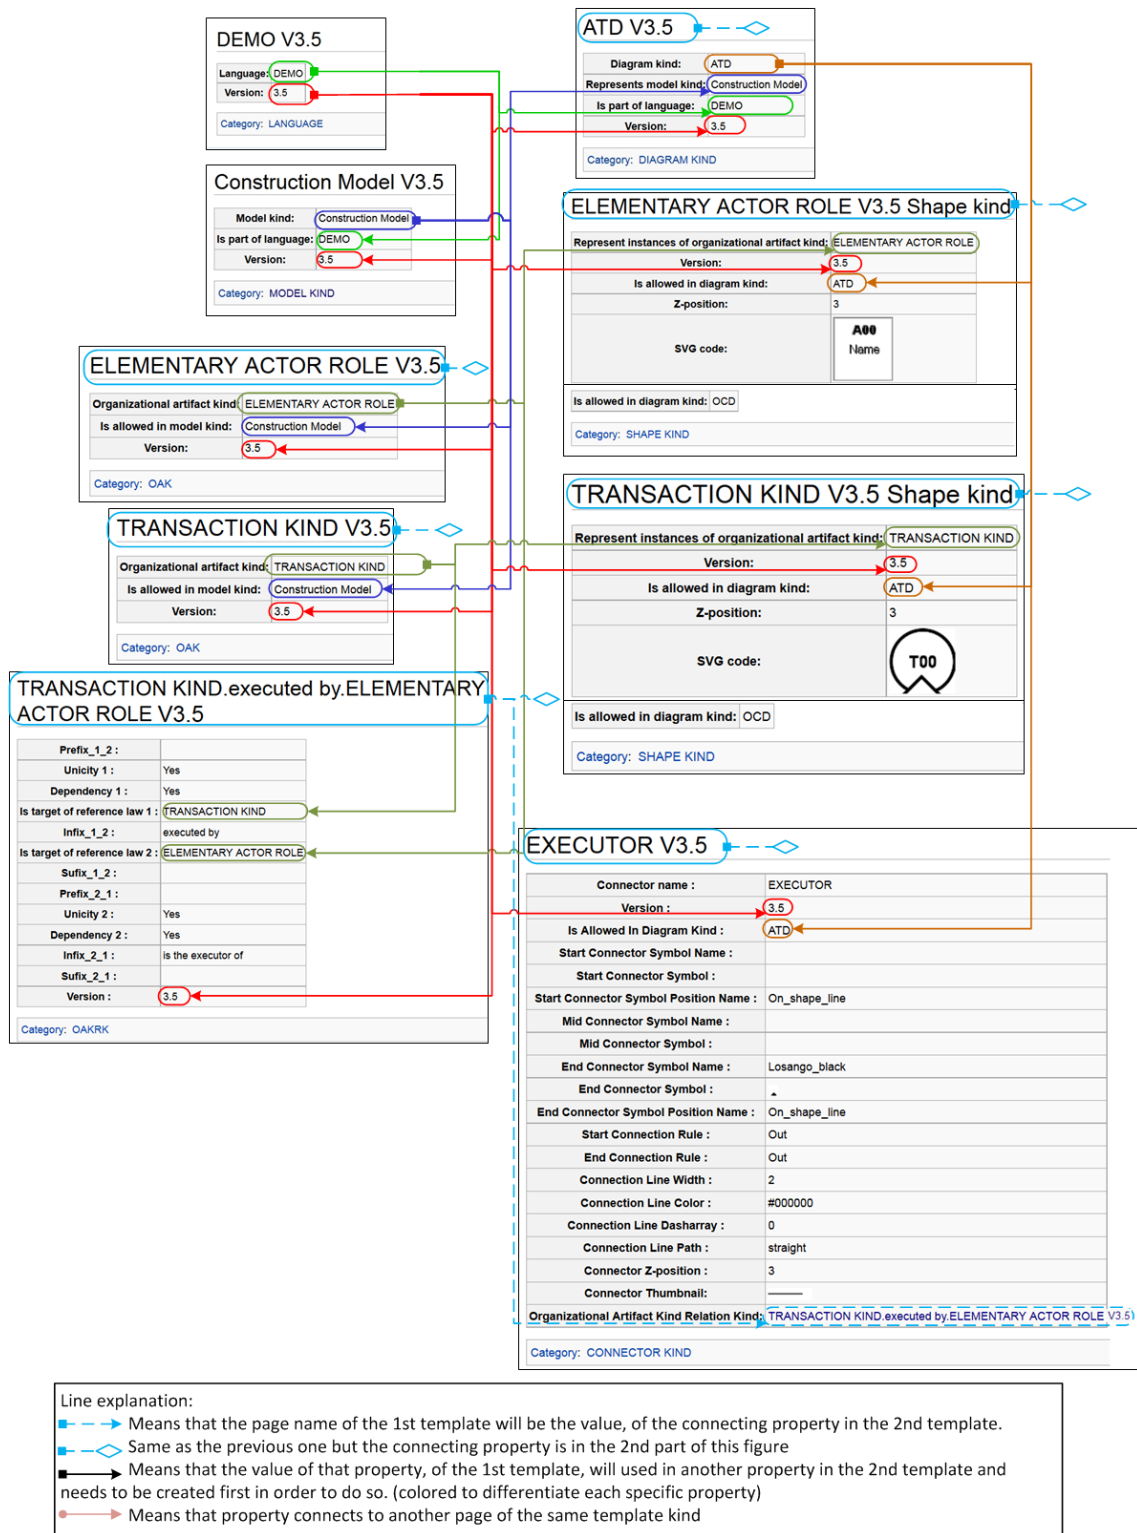 DEMO V3.5
Language: DEMO
Version: 3.5
Category: LANGUAGE
ATD V3.5
Diagram kind: ATD
Represents model kind: Construction Model
Is part of language: DEMO
Version: 3.5
Category: DIAGRAM KIND
Construction Model V3.5
Model kind: Construction Model
Is part of language: DEMO
Version: 3.5
Category: MODEL KIND
ELEMENTARY ACTOR ROLE V3.5 Shape kind
Represent instances of organizational artifact kind: ELEMENTARY ACTOR ROLE
Version: 3.5
Is allowed in diagram kind: ATD
Z-position: 3
SVG code:
A00
Name
Is allowed in diagram kind: OCD
Category: SHAPE KIND
ELEMENTARY ACTOR ROLE V3.5
Organizational artifact kind: ELEMENTARY ACTOR ROLE
Is allowed in model kind: Construction Model
Version: 3.5
Category: OAK
TRANSACTION KIND V3.5 Shape kind
Represent instances of organizational artifact kind: TRANSACTION KIND
Version: 3.5
Is allowed in diagram kind: ATD
Z-position: 3
SVG code: T00
Is allowed in diagram kind: OCD
Category: SHAPE KIND
TRANSACTION KIND V3.5
Organizational artifact kind: TRANSACTION KIND
Is allowed in model kind: Construction Model
Version: 3.5
Category: OAK
TRANSACTION KIND.executed by.ELEMENTARY
ACTOR ROLE V3.5
Prefix_1_2 :
Unicity 1 : Yes
Dependency 1 : Yes
Is target of reference law 1 : TRANSACTION KIND
Infix_1_2 : executed by
Is target of reference law 2 : ELEMENTARY ACTOR ROLE
Sufix_1_2 :
Prefix_2_1 :
Unicity 2 : Yes
Dependency 2 : Yes
Infix_2_1 : is the executor of
Sufix_2_1 :
Version : 3.5
Category: OAKRK
EXECUTOR V3.5
Connector name : EXECUTOR
Version : 3.5
Is Allowed In Diagram Kind : ATD
Start Connector Symbol Name :
Start Connector Symbol :
Start Connector Symbol Position Name : On_shape_line
Mid Connector Symbol Name :
Mid Connector Symbol :
End Connector Symbol Name : Losango_black
End Connector Symbol :
End Connector Symbol Position Name : On_shape_line
Start Connection Rule : Out
End Connection Rule : Out
Connection Line Width : 2
Connection Line Color : #000000
Connection Line Dasharray : 0
Connection Line Path : straight
Connector Z-position : 3
Connector Thumbnail:
Organizational Artifact Kind Relation Kind: TRANSACTION KIND.executed by.ELEMENTARY ACTOR ROLE V3.5
Category: CONNECTOR KIND
Line explanation:
Means that the page name of the 1st template will be the value, of the connecting property in the 2nd template.
Same as the previous one but the connecting property is in the 2nd part of this figure
Means that the value of that property, of the 1st template, will used in another property in the 2nd template and
needs to be created first in order to do so. (colored to differentiate each specific property)
Means that property connects to another page of the same template kind